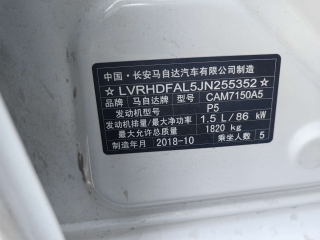 中国·长安马自达汽车有限公司制造
☆LVRHDFAL5JN255352☆
品牌 马自达牌 型号 CAM7150A5
发动机型号 P5
发动机排量/最大净功率 1.5 L/86 kW
最大允许总质量 1820 kg
制造年月 2018-10 乘坐人数 5